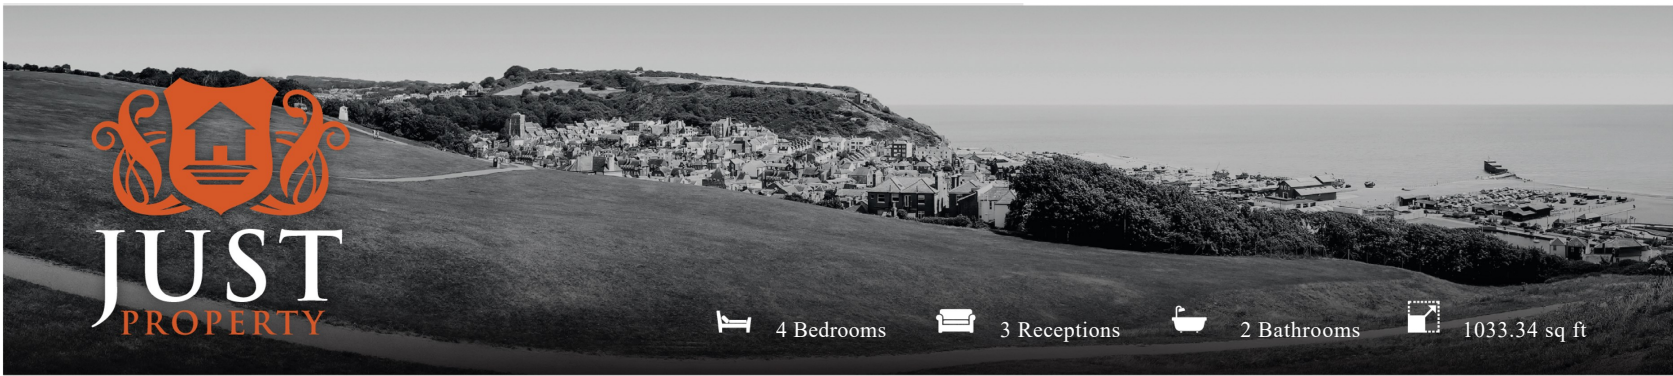 JUST
PROPERTY
4 Bedrooms
3 Receptions
2 Bathrooms
1033.34 sq ft